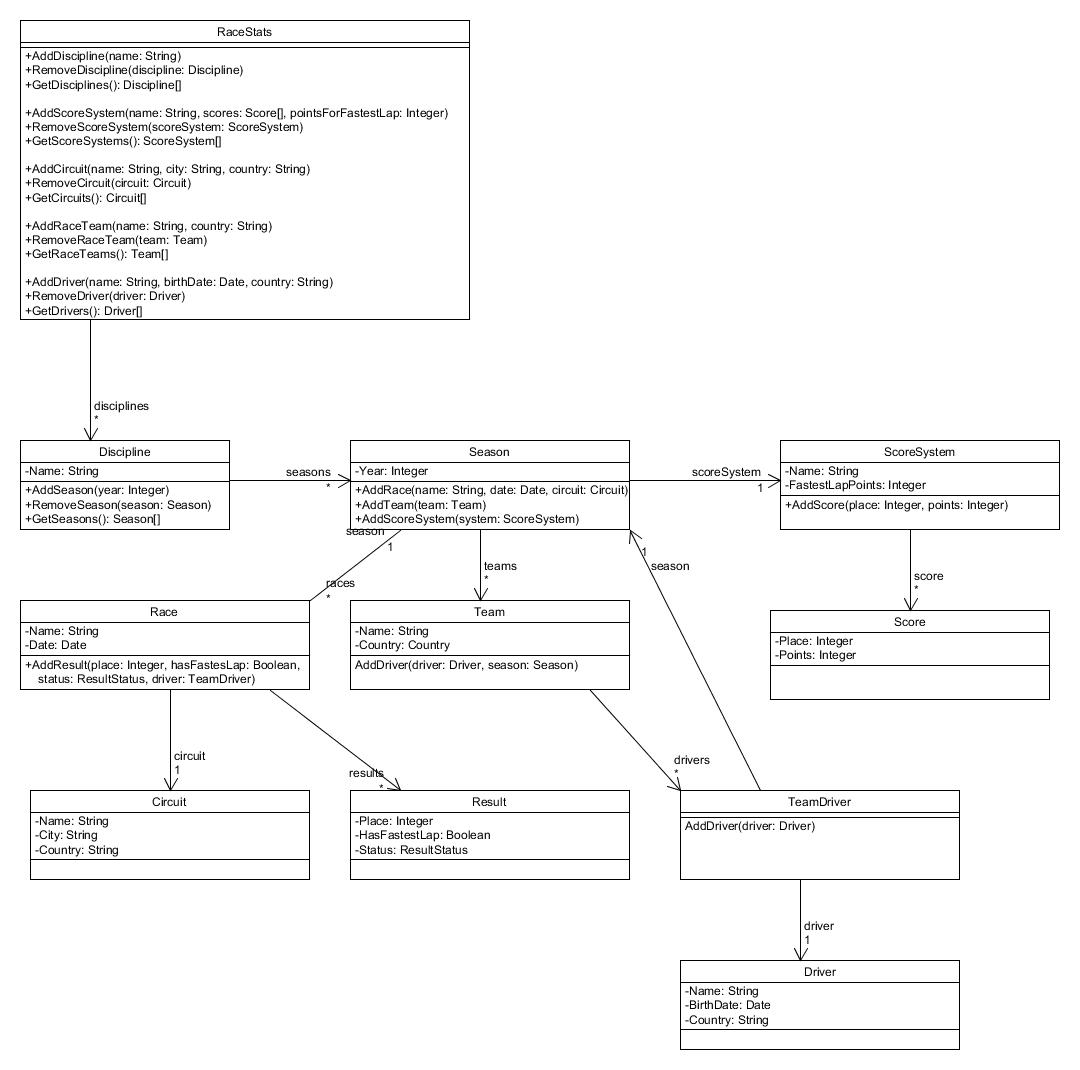 RaceStats
+AddDiscipline(name: String)
+RemoveDiscipline(discipline: Discipline)
+GetDisciplines(): Discipline[]
+AddScoreSystem(name: String, scores: Score[], pointsForFastestLap: Integer)
+RemoveScoreSystem(scoreSystem: ScoreSystem)
+GetScoreSystems(): ScoreSystem[]
+AddCircuit(name: String, city: String, country: String)
+RemoveCircuit(circuit: Circuit)
+GetCircuits(): Circuit[]
+AddRaceTeam(name: String, country: String)
+RemoveRaceTeam(team: Team)
+GetRaceTeams(): Team[]
+AddDriver(name: String, birthDate: Date, country: String)
+RemoveDriver(driver: Driver)
+GetDrivers(): Driver[]
disciplines
*
Discipline
-Name: String
+AddSeason(year: Integer)
+RemoveSeason(season: Season)
+GetSeasons(): Season[]
seasons
*
Season
-Year: Integer
+AddRace(name: String, date: Date, circuit: Circuit)
+AddTeam(team: Team)
+AddScoreSystem(system: ScoreSystem)
scoreSystem
1
ScoreSystem
-Name: String
-FastestLapPoints: Integer
+AddScore(place: Integer, points: Integer)
season
1
races
*
teams
*
1
season
score
*
Race
-Name: String
-Date: Date
+AddResult(place: Integer, hasFastesLap: Boolean,
status: ResultStatus, driver: TeamDriver)
Team
-Name: String
-Country: Country
AddDriver(driver: Driver, season: Season)
Score
-Place: Integer
-Points: Integer
circuit
1
results
*
drivers
*
Circuit
-Name: String
-City: String
-Country: String
Result
-Place: Integer
-HasFastestLap: Boolean
-Status: ResultStatus
TeamDriver
AddDriver(driver: Driver)
driver
1
Driver
-Name: String
-BirthDate: Date
-Country: String